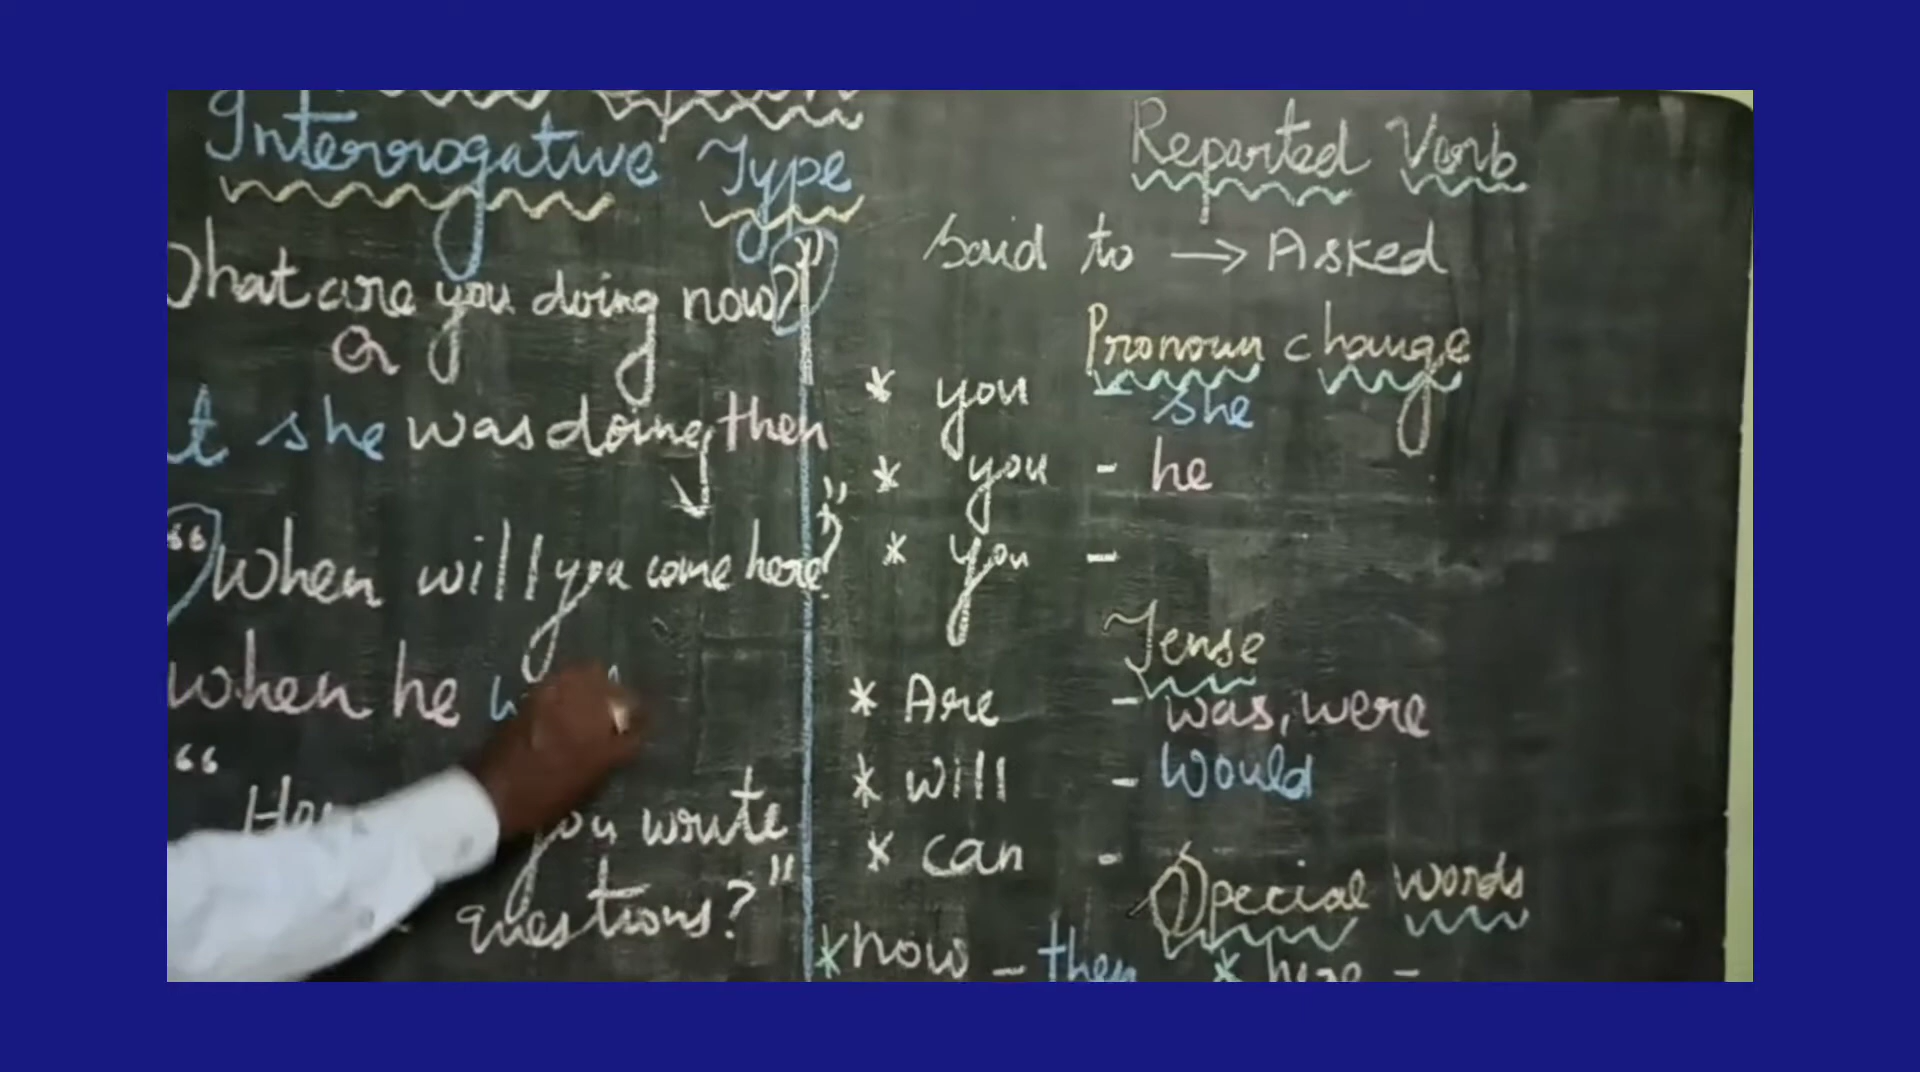 Interrogative Type
What are you doing now?"
Or
t she was doing then
"When will you come here?"
when he
" you write
questions?"
Reported Verb
Said to → Asked
Pronoun change
* you - she
* you - he
* you -
Tense
* Are - was, were
* will - would
* can -
Special words
* now - then * here -